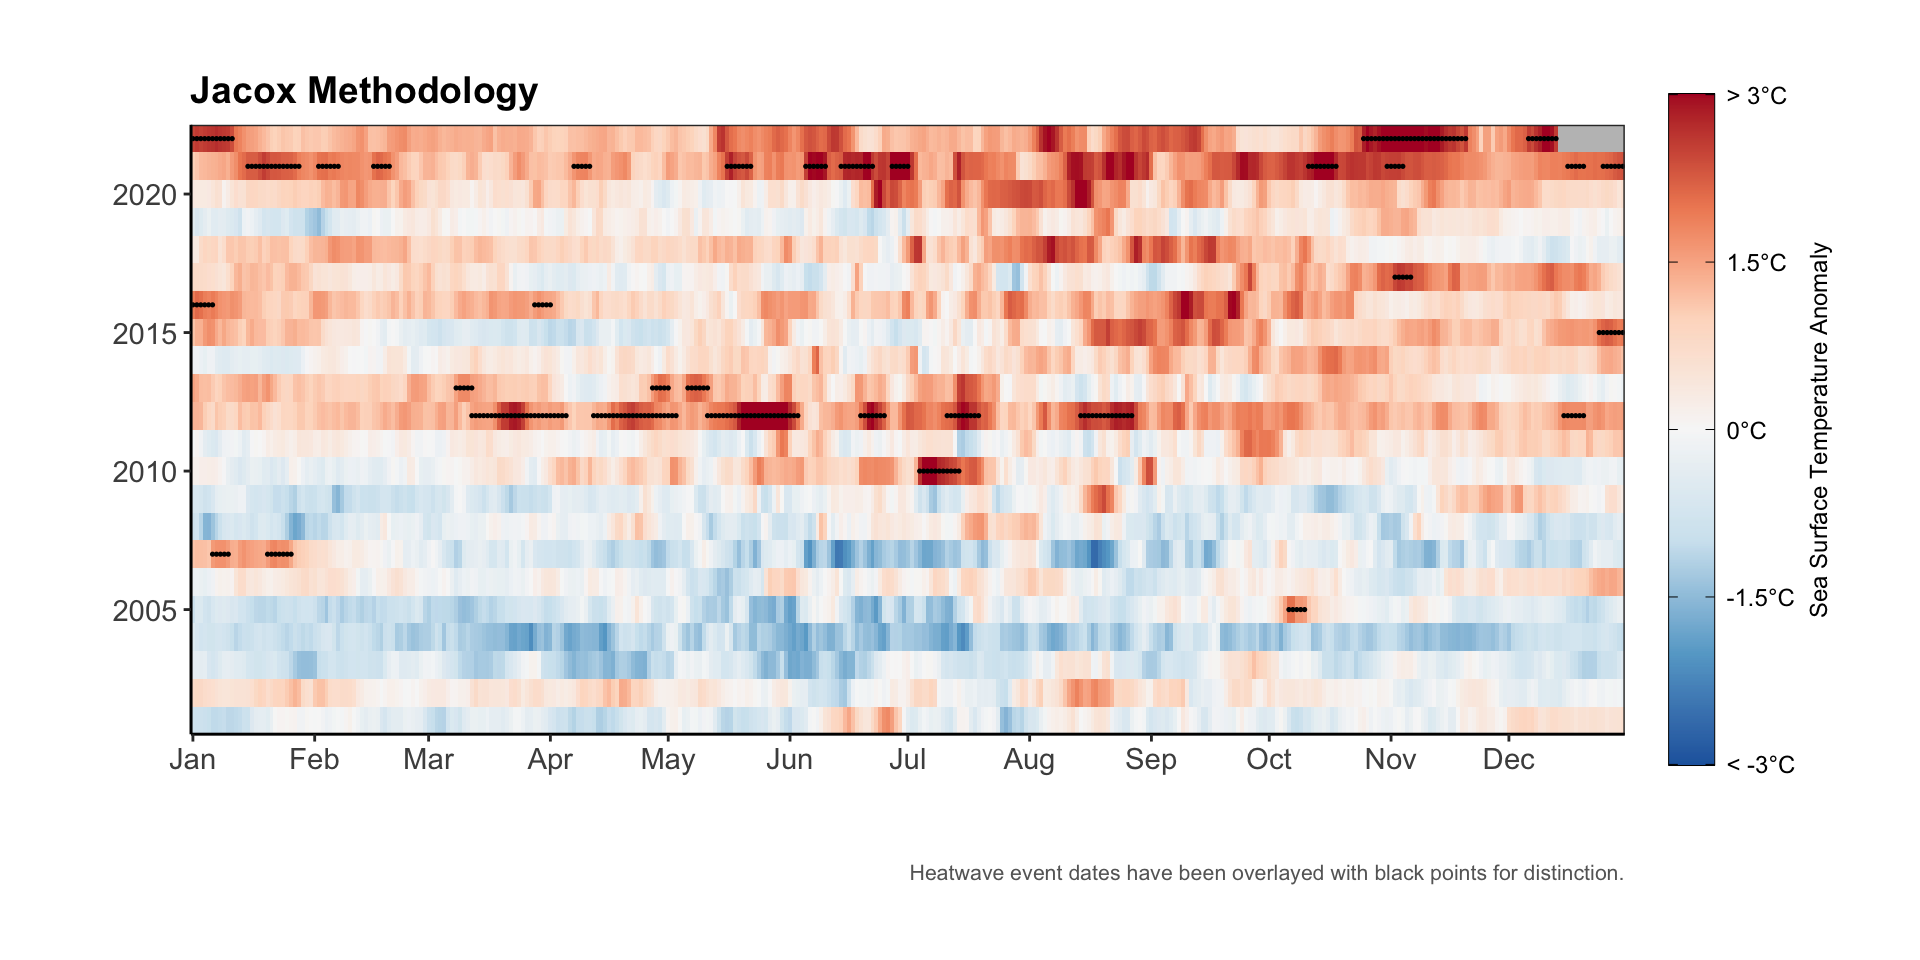 Jacox Methodology
2020
2015
2010
2005
Jan Feb Mar Apr May Jun Jul Aug Sep Oct Nov Dec
> 3°C
1.5°C
0°C
-1.5°C
< -3°C
Sea Surface Temperature Anomaly
Heatwave event dates have been overlayed with black points for distinction.